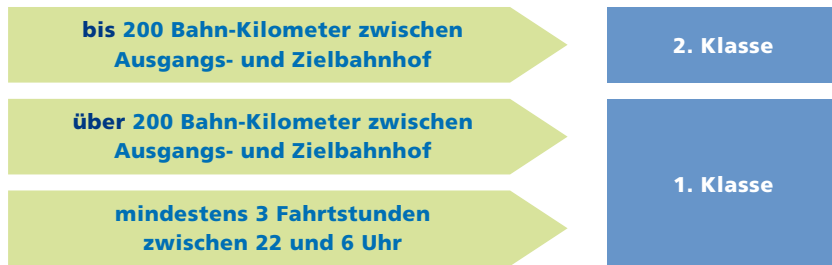 bis 200 Bahn-Kilometer zwischen
Ausgangs- und Zielbahnhof
2. Klasse
über 200 Bahn-Kilometer zwischen
Ausgangs- und Zielbahnhof
mindestens 3 Fahrtstunden
zwischen 22 und 6 Uhr
1. Klasse